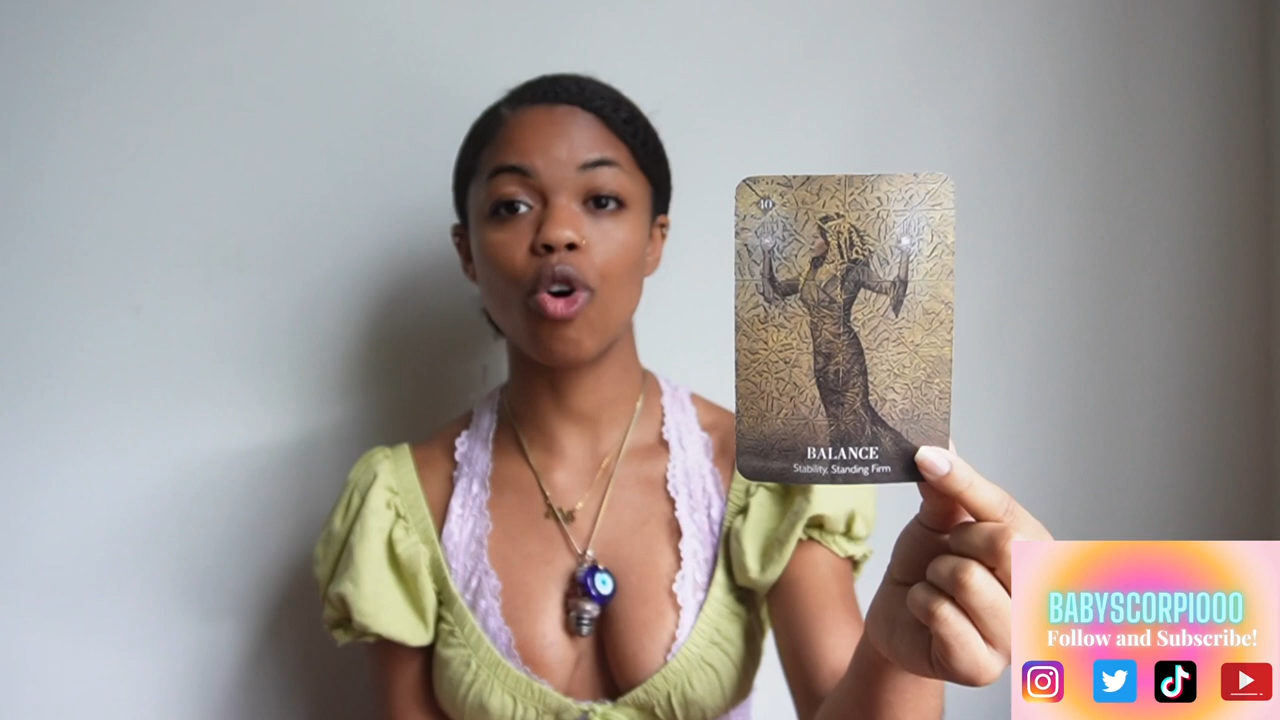 10
BALANCE
Stability, Standing Firm
BABYSCORPIOOO
Follow and Subscribe!